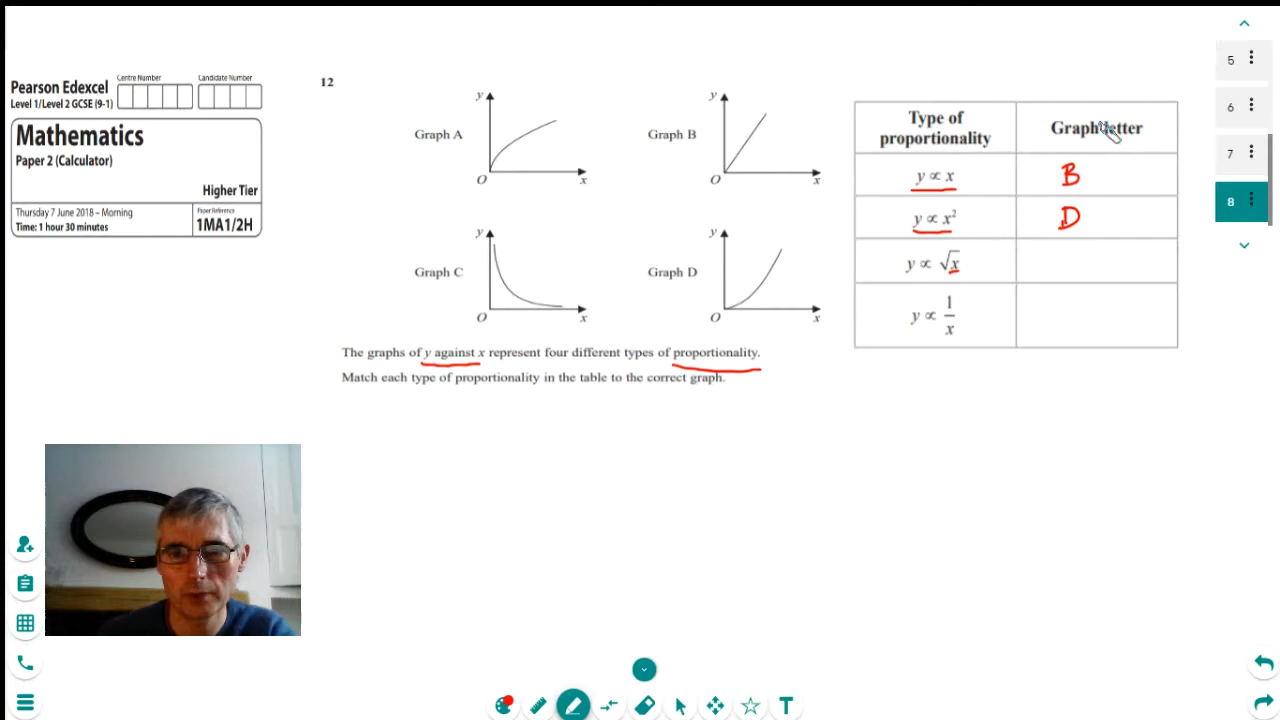 Pearson Edexcel
Level 1/Level 2 GCSE (9-1)
Centre Number
Candidate Number
Mathematics
Paper 2 (Calculator)
Higher Tier
Thursday 7 June 2018 – Morning
Time: 1 hour 30 minutes
Paper Reference
1MA1/2H
12
Graph A
y
O
x
Graph B
y
O
x
Graph C
y
O
x
Graph D
y
O
x
The graphs of y against x represent four different types of proportionality.
Match each type of proportionality in the table to the correct graph.
Type of proportionality
Graph letter
y ∝ x
B
y ∝ x²
D
y ∝ √x
y ∝ 1/x
5
6
7
8
T